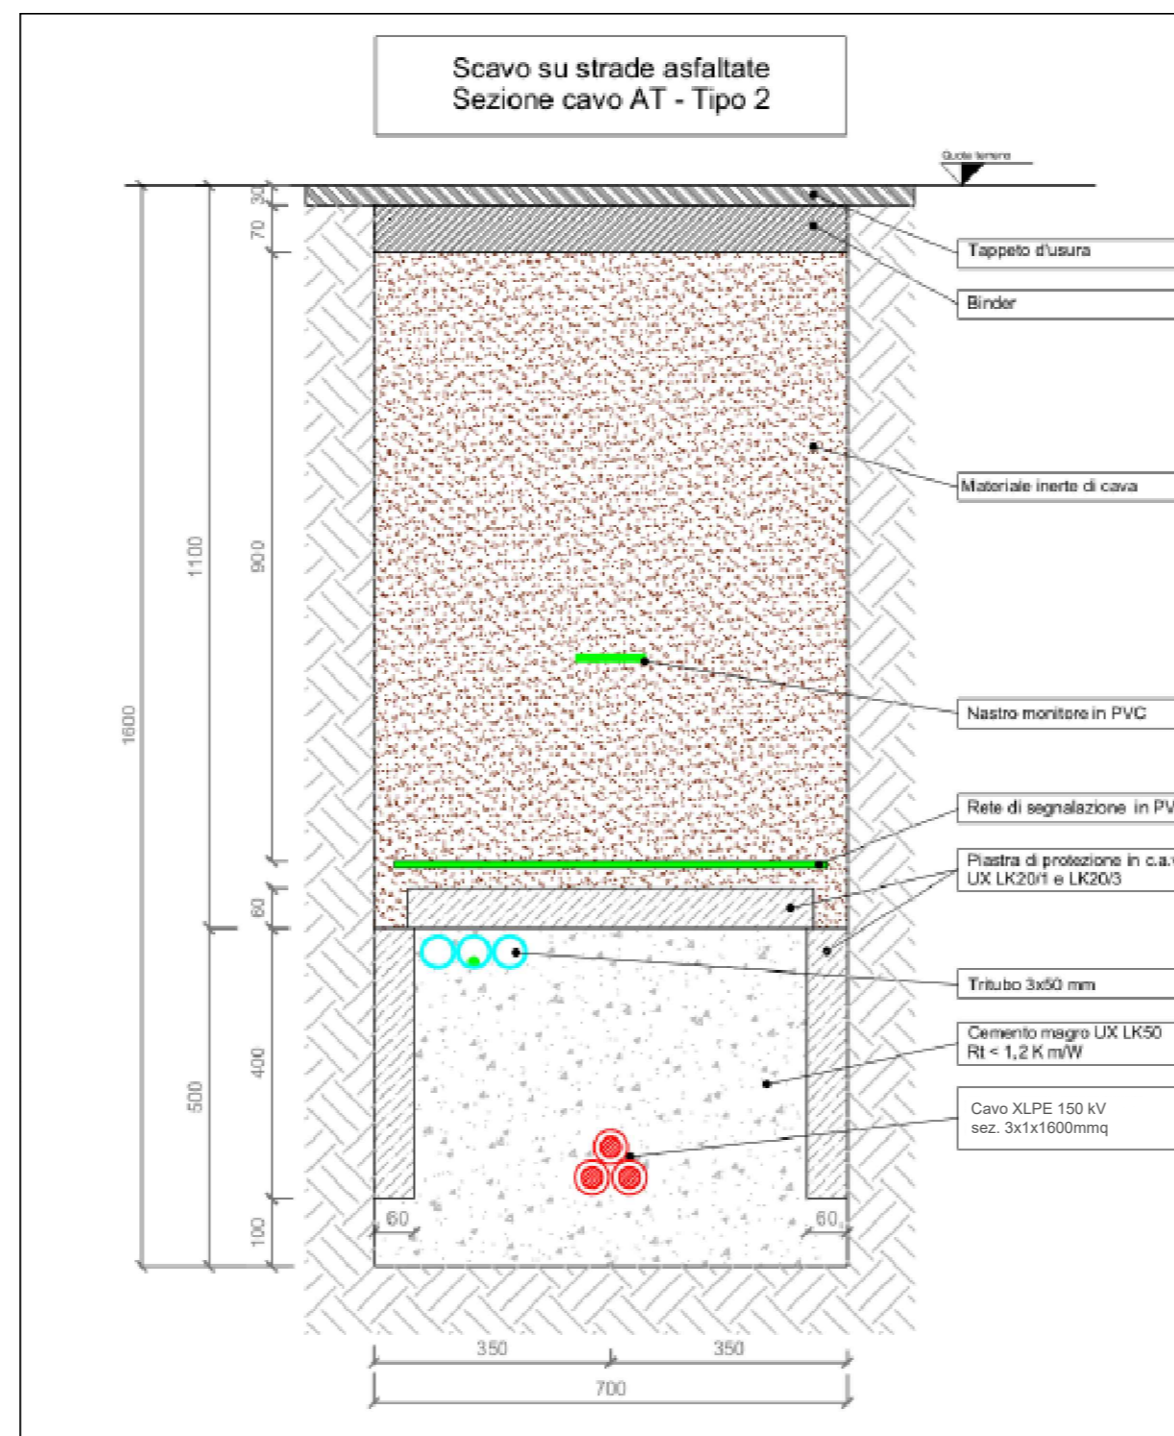 Scavo su strade asfaltate
Sezione cavo AT - Tipo 2
Quota terreno
30
70
Tappeto d'usura
Binder
Materiale inerte di cava
1100
900
1600
Nastro monitore in PVC
Rete di segnalazione in PV
Piastra di protezione in c.a.v
UX LK20/1 e LK20/3
60
Tritubo 3x50 mm
Cemento magro UX LK50
Rt < 1,2 K m/W
400
500
Cavo XLPE 150 kV
sez. 3x1x1600mmq
60
60
100
350
350
700